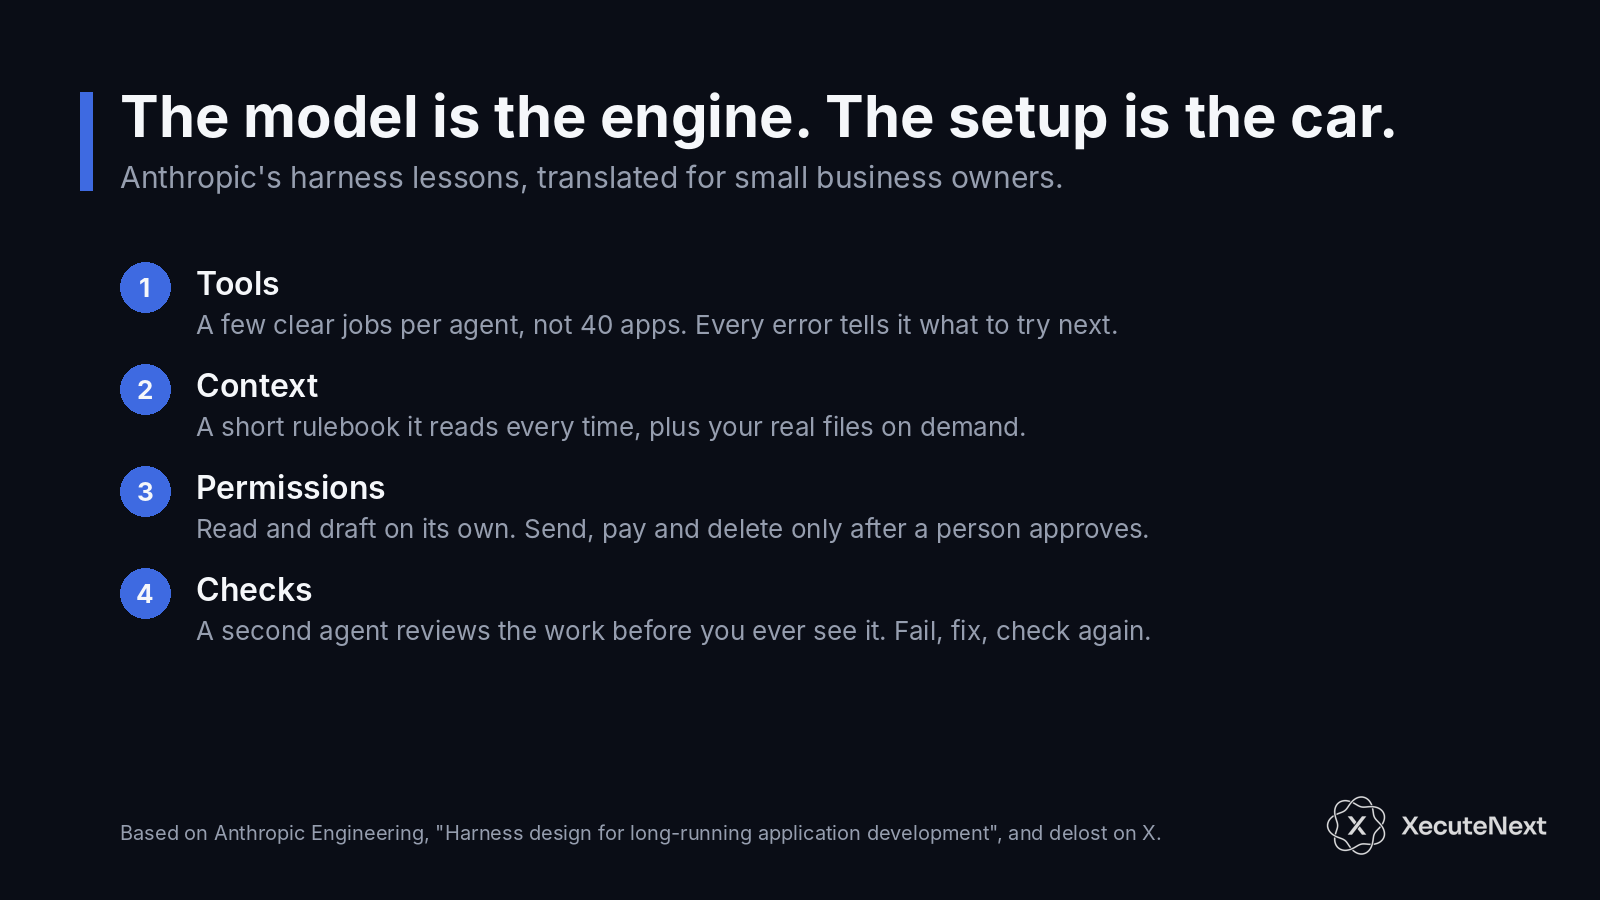 The model is the engine. The setup is the car.
Anthropic's harness lessons, translated for small business owners.
1
Tools
A few clear jobs per agent, not 40 apps. Every error tells it what to try next.
2
Context
A short rulebook it reads every time, plus your real files on demand.
3
Permissions
Read and draft on its own. Send, pay and delete only after a person approves.
4
Checks
A second agent reviews the work before you ever see it. Fail, fix, check again.
Based on Anthropic Engineering, "Harness design for long-running application development", and delost on X.
X XecuteNext